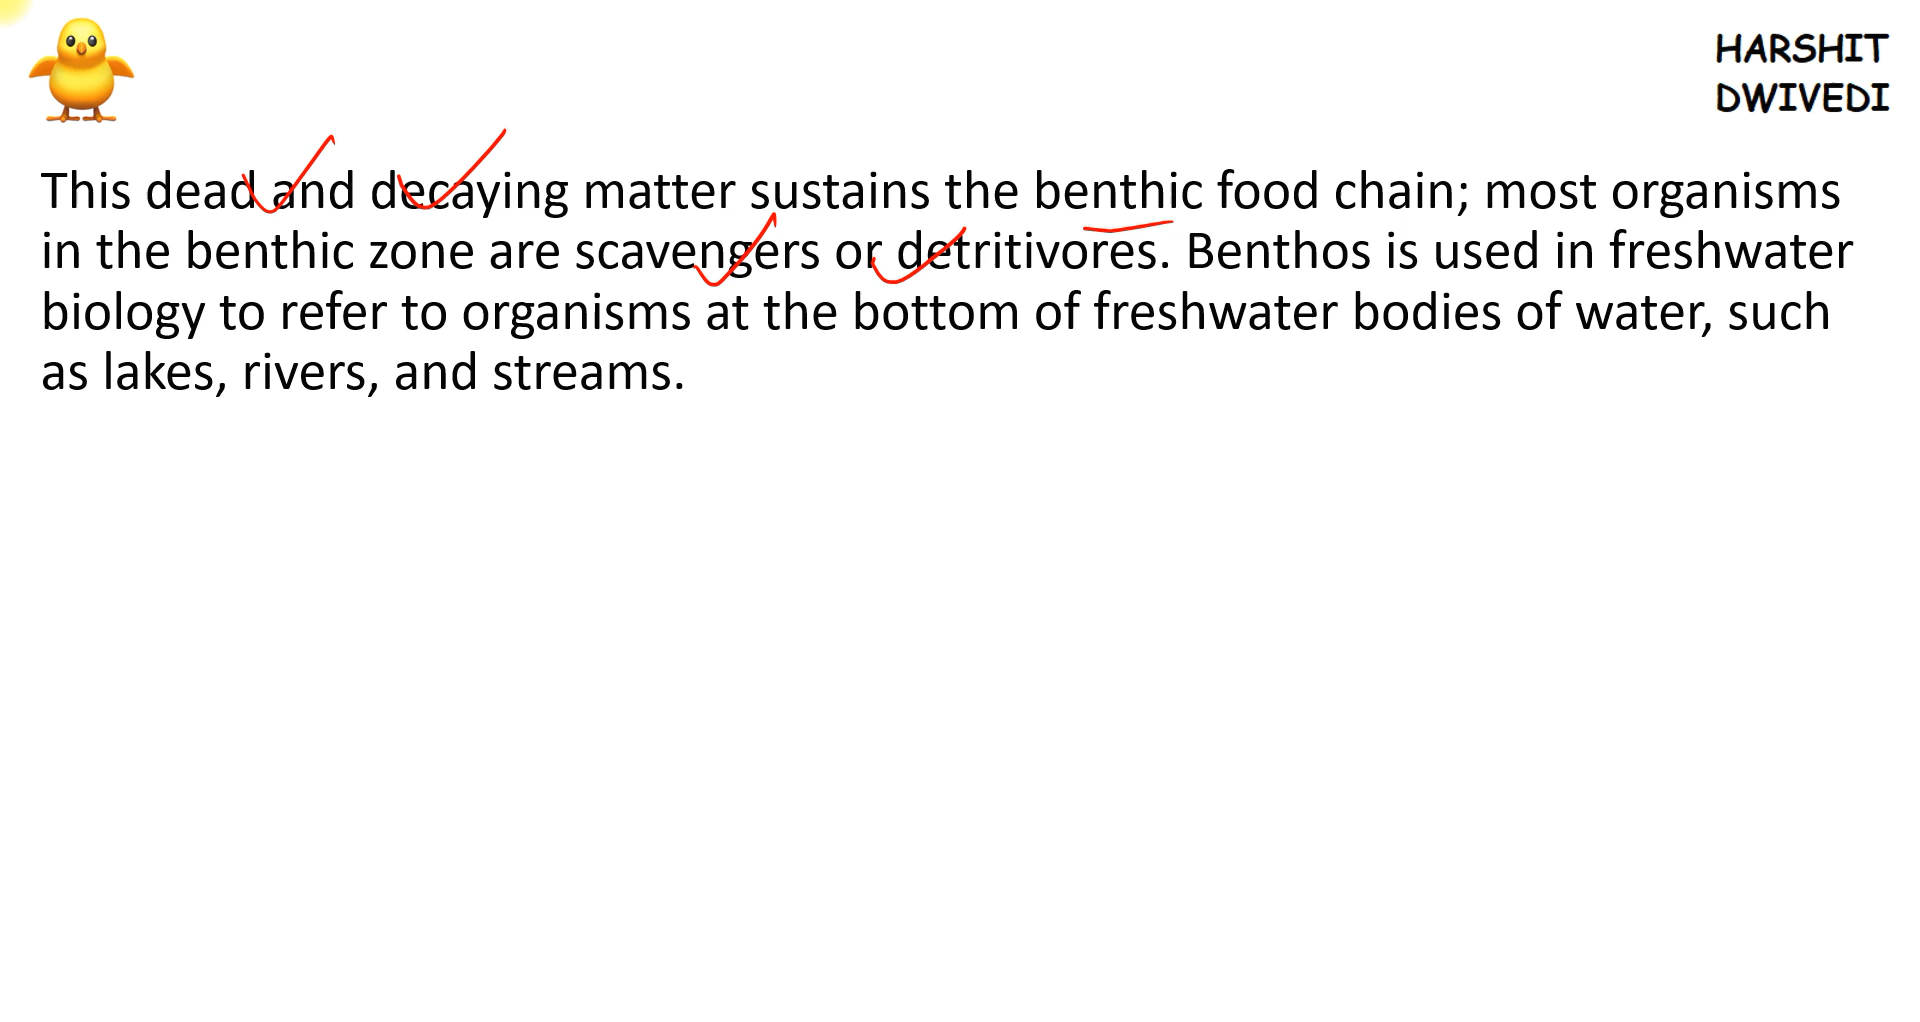 HARSHIT
DWIVEDI
This dead and decaying matter sustains the benthic food chain; most organisms
in the benthic zone are scavengers or detritivores. Benthos is used in freshwater
biology to refer to organisms at the bottom of freshwater bodies of water, such
as lakes, rivers, and streams.